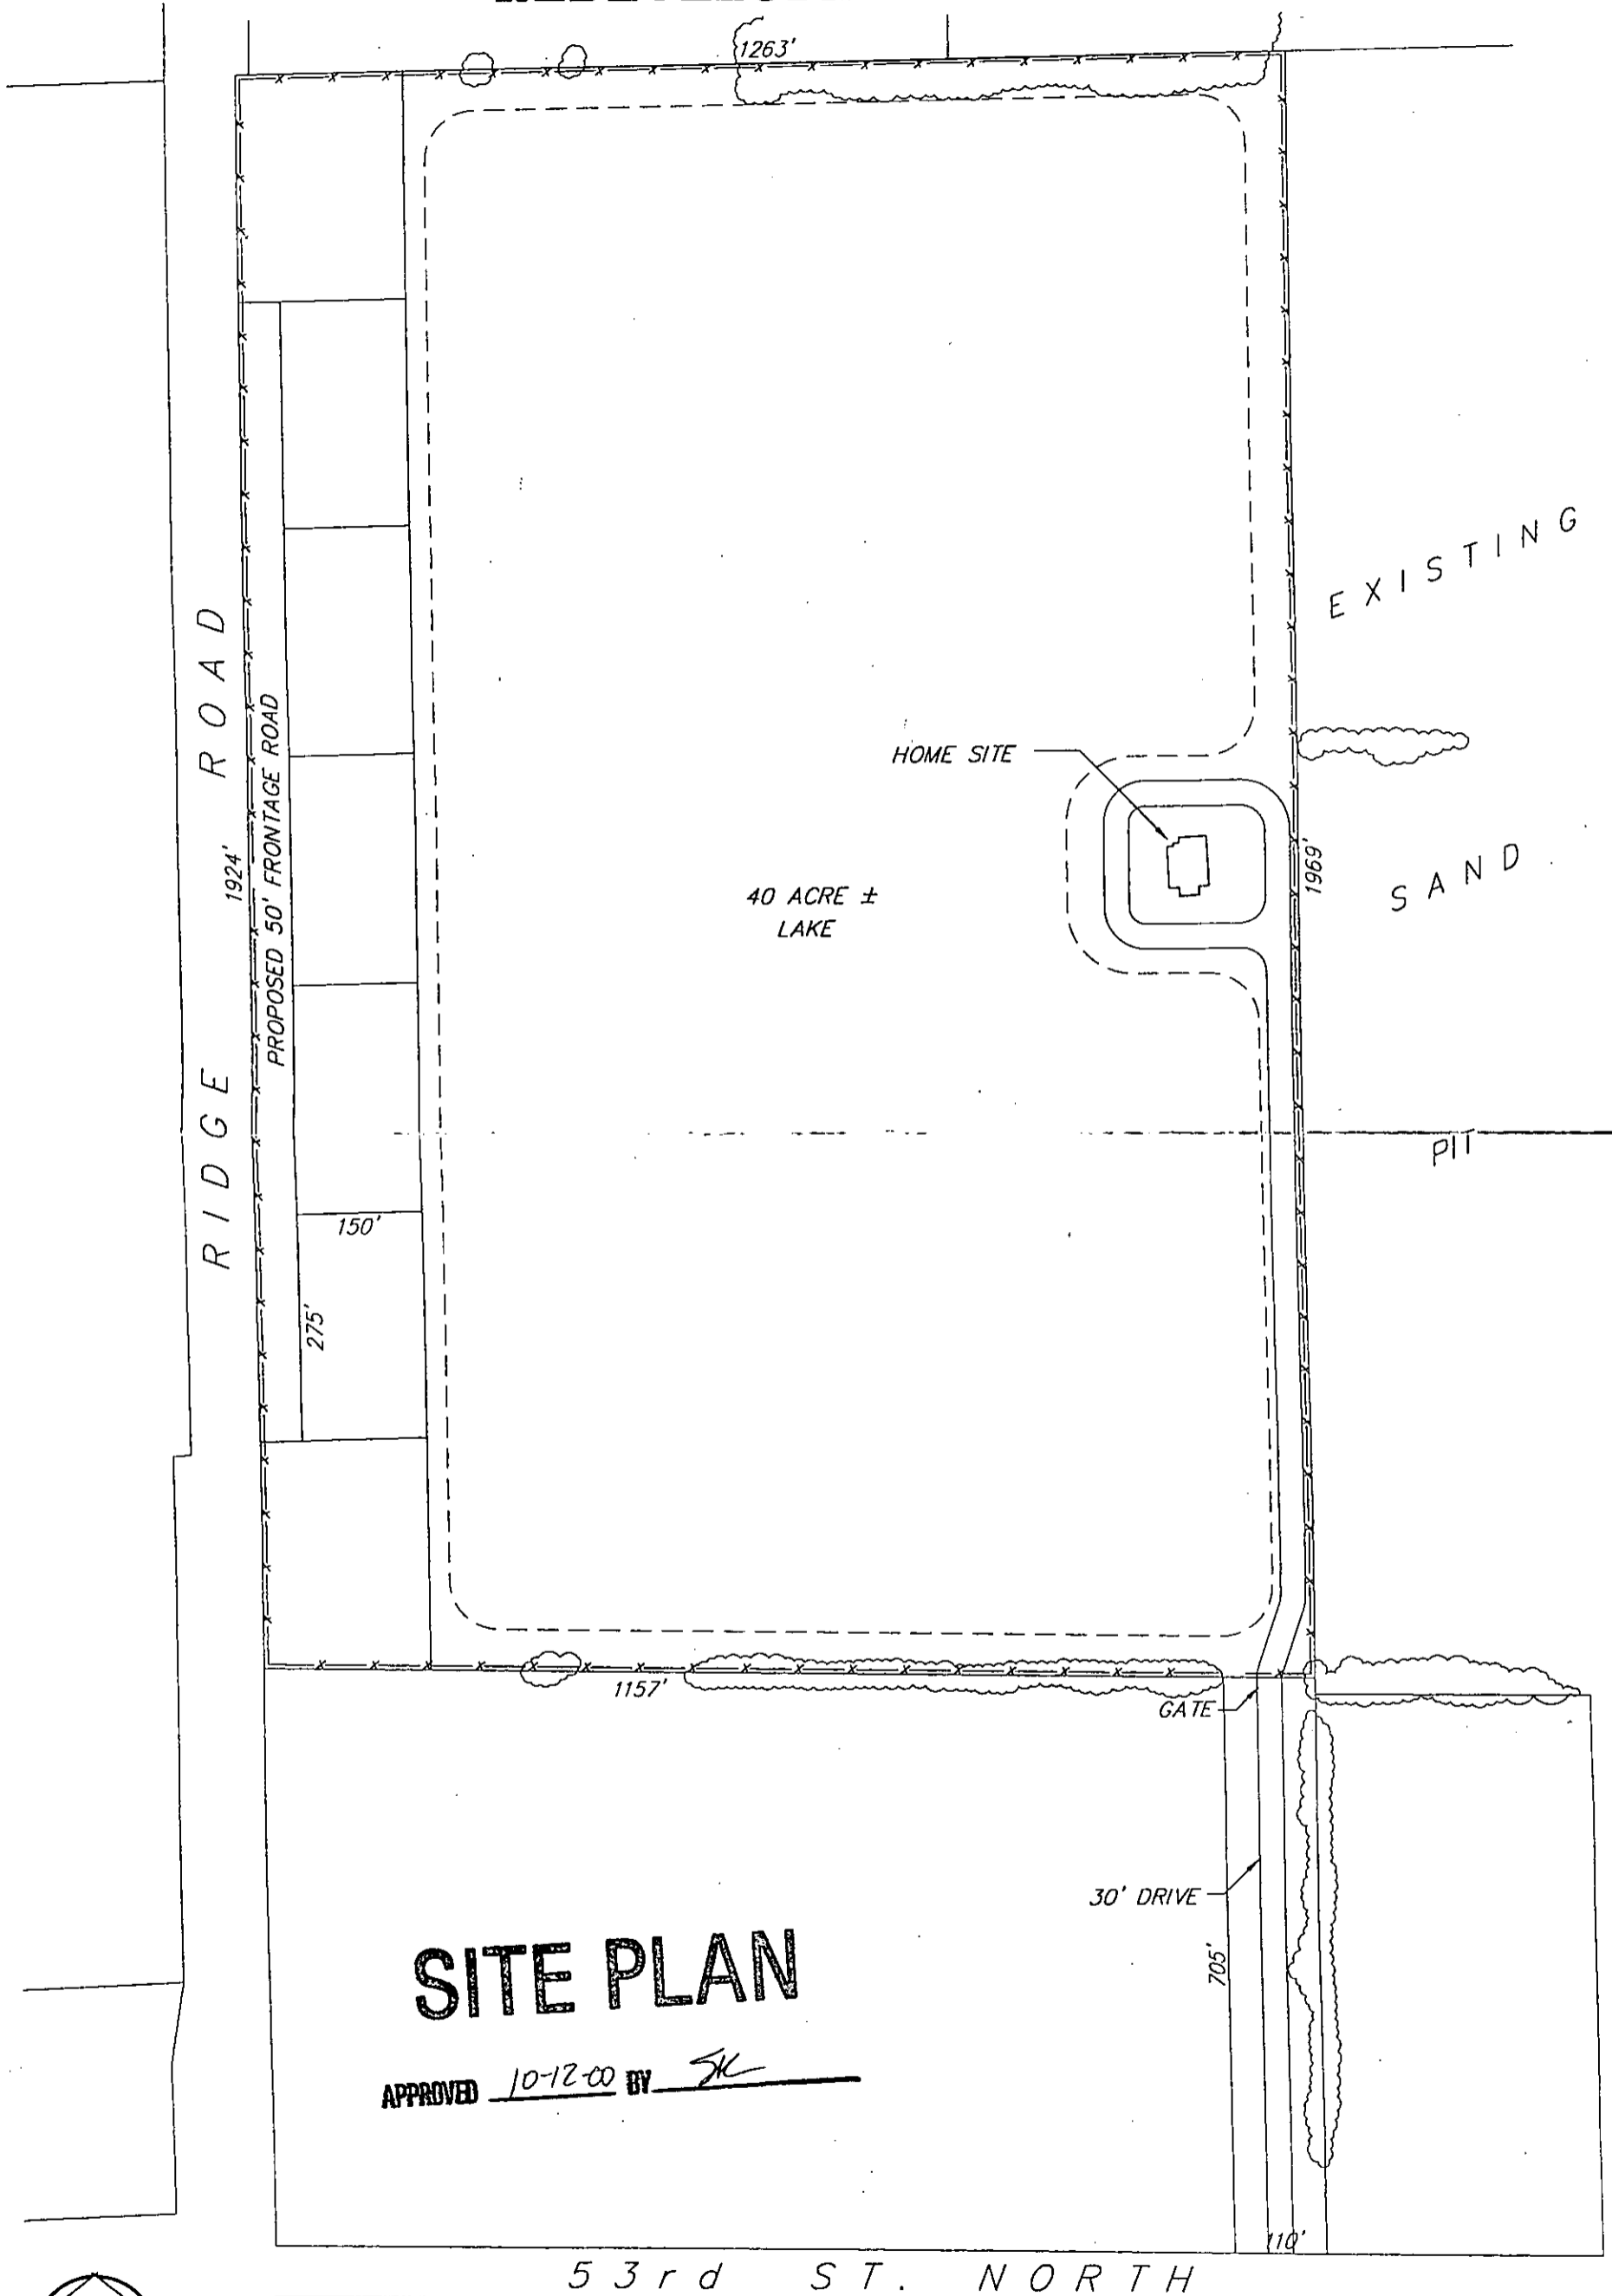 1263'
EXISTING
RIDGE ROAD
PROPOSED 50' FRONTAGE ROAD
1924'
HOME SITE
1969'
SAND
40 ACRE ±
LAKE
PIT
150'
275'
1157'
GATE
30' DRIVE
705'
SITE PLAN
APPROVED 10-12-00 BY SK
110'
53rd ST. NORTH